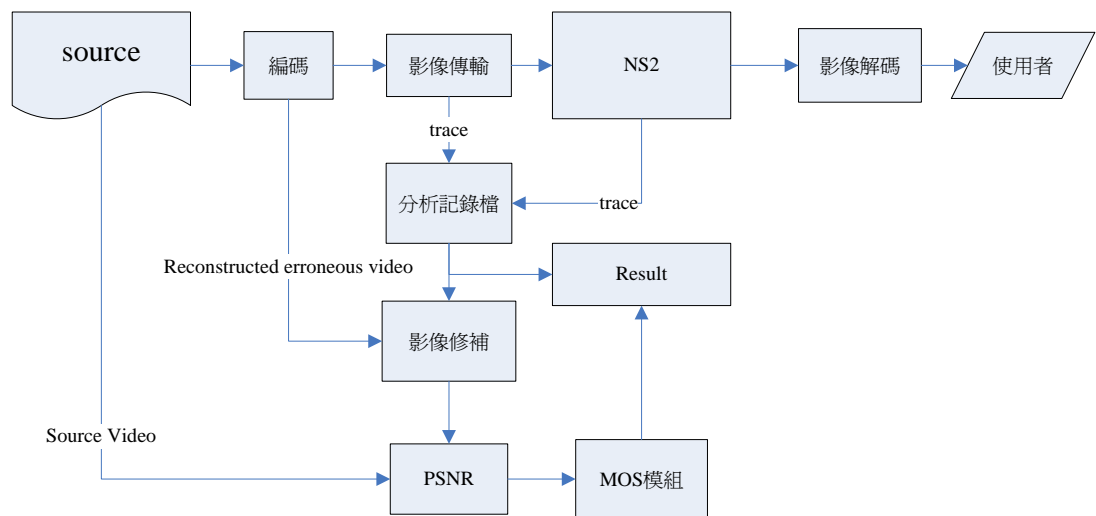 source
編碼
影像傳輸
NS2
影像解碼
使用者
trace
分析記錄檔
trace
Reconstructed erroneous video
Result
影像修補
Source Video
PSNR
MOS模組